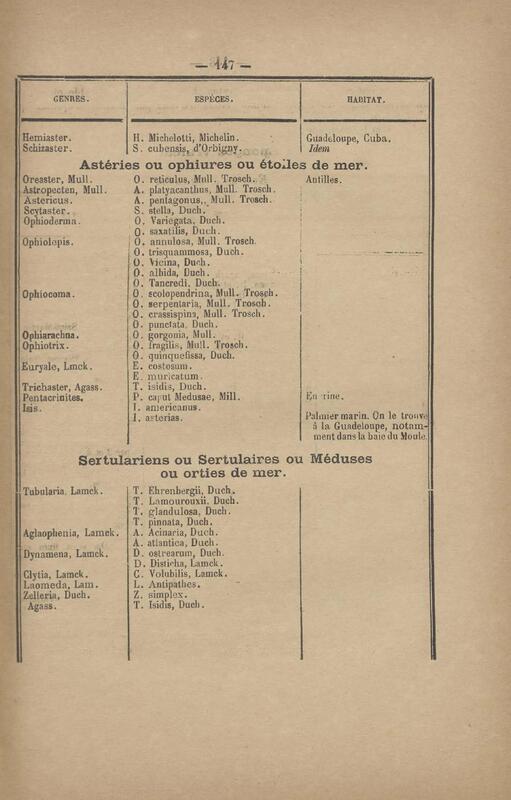 — 147 —
GENRES. ESPÈCES. HABITAT.
Hemiaster. H. Michelotti, Michelin. Guadeloupe, Cuba.
Schizaster. S. cubensis, d'Orbigny. Idem
Astéries ou ophiures ou étoiles de mer.
Oreaster, Mull. O. reticulus, Mull. Trosch. Antilles.
Astropecten, Mull. A. platyacanthus, Mull. Trosch.
Astericus. A. pentagonus, Mull. Trosch.
Scytaster. S. stella, Duch.
Ophioderma. O. Variegata, Duch.
O. saxatilis, Duch.
Ophiolopis. O. annulosa, Mull. Trosch.
O. trisquammosa, Duch.
O. Vicina, Duch.
O. albida, Duch.
O. Tancredi, Duch.
Ophiocoma. O. scolopendrina, Mull. Trosch.
O. serpentaria, Mull. Trosch.
O. crassispina, Mull. Trosch.
O. punctata, Duch.
Ophiarachna. O. gorgonia, Mull.
Ophiotrix. O. fragilis, Mull. Trosch.
O. quinquefissa, Duch.
Euryale, Lmck. E. costosum.
E. muricatum.
Trichaster, Agass. T. isidis, Duch.
Pentacrinites. P. caput Medusae, Mill.
Isis. I. americanus.
I. asterias. Palmier marin. On le trouve
à la Guadeloupe, notam-
ment dans la baie du Moule.
Sertulariens ou Sertulaires ou Méduses
ou orties de mer.
Tubularia, Lamck. T. Ehrenbergii, Duch.
T. Lamourouxii, Duch.
T. glandulosa, Duch.
T. pinnata, Duch.
Aglaophenia, Lamck. A. Acinaria, Duch.
A. atlantica, Duch.
Dynamena, Lamck. D. ostrearum, Duch.
D. Disticha, Lamck.
Clytia, Lamck. C. Volubilis, Lamck.
Laomeda, Lam. L. Antipathes.
Zelleria, Duch. Z. simplex.
Agass. T. Isidis, Duch.